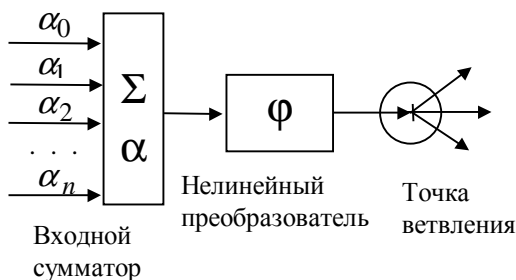 α0
α1
α2
. . .
αn
Σ
α
φ
Нелинейный
преобразователь
Точка
ветвления
Входной
сумматор